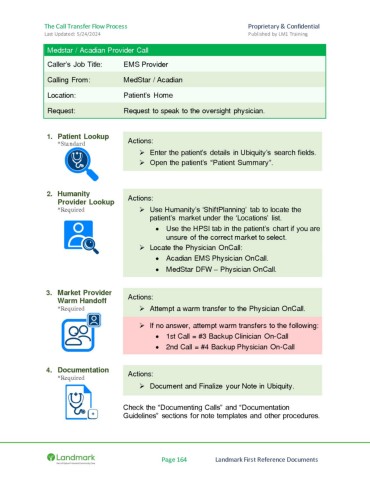 The Call Transfer Flow Process Proprietary & Confidential
Last Updated: 5/24/2024 Published by LMS Training
Medstar / Acadian Provider Call
Caller's Job Title: EMS Provider
Calling From: MedStar / Acadian
Location: Patient's Home
Request: Request to speak to the oversight physician.
1. Patient Lookup
*Standard
Actions:
➢ Enter the patient's details in Ubiquity's search fields.
➢ Open the patient's "Patient Summary".
2. Humanity
Provider Lookup
*Required
Actions:
➢ Use Humanity's 'ShiftPlanning' tab to locate the
patient's market under the 'Locations' list.
• Use the HPSI tab in the patient's chart if you are
unsure of the correct market to select.
➢ Locate the Physician OnCall:
• Acadian EMS Physician OnCall.
• MedStar DFW – Physician OnCall.
3. Market Provider
Warm Handoff
*Required
Actions:
➢ Attempt a warm transfer to the Physician OnCall.
➢ If no answer, attempt warm transfers to the following:
• 1st Call = #3 Backup Clinician On-Call
• 2nd Call = #4 Backup Physician On-Call
4. Documentation
*Required
Actions:
➢ Document and Finalize your Note in Ubiquity.
Check the "Documenting Calls" and "Documentation
Guidelines" sections for note templates and other procedures.
Landmark
Page 164 Landmark First Reference Documents